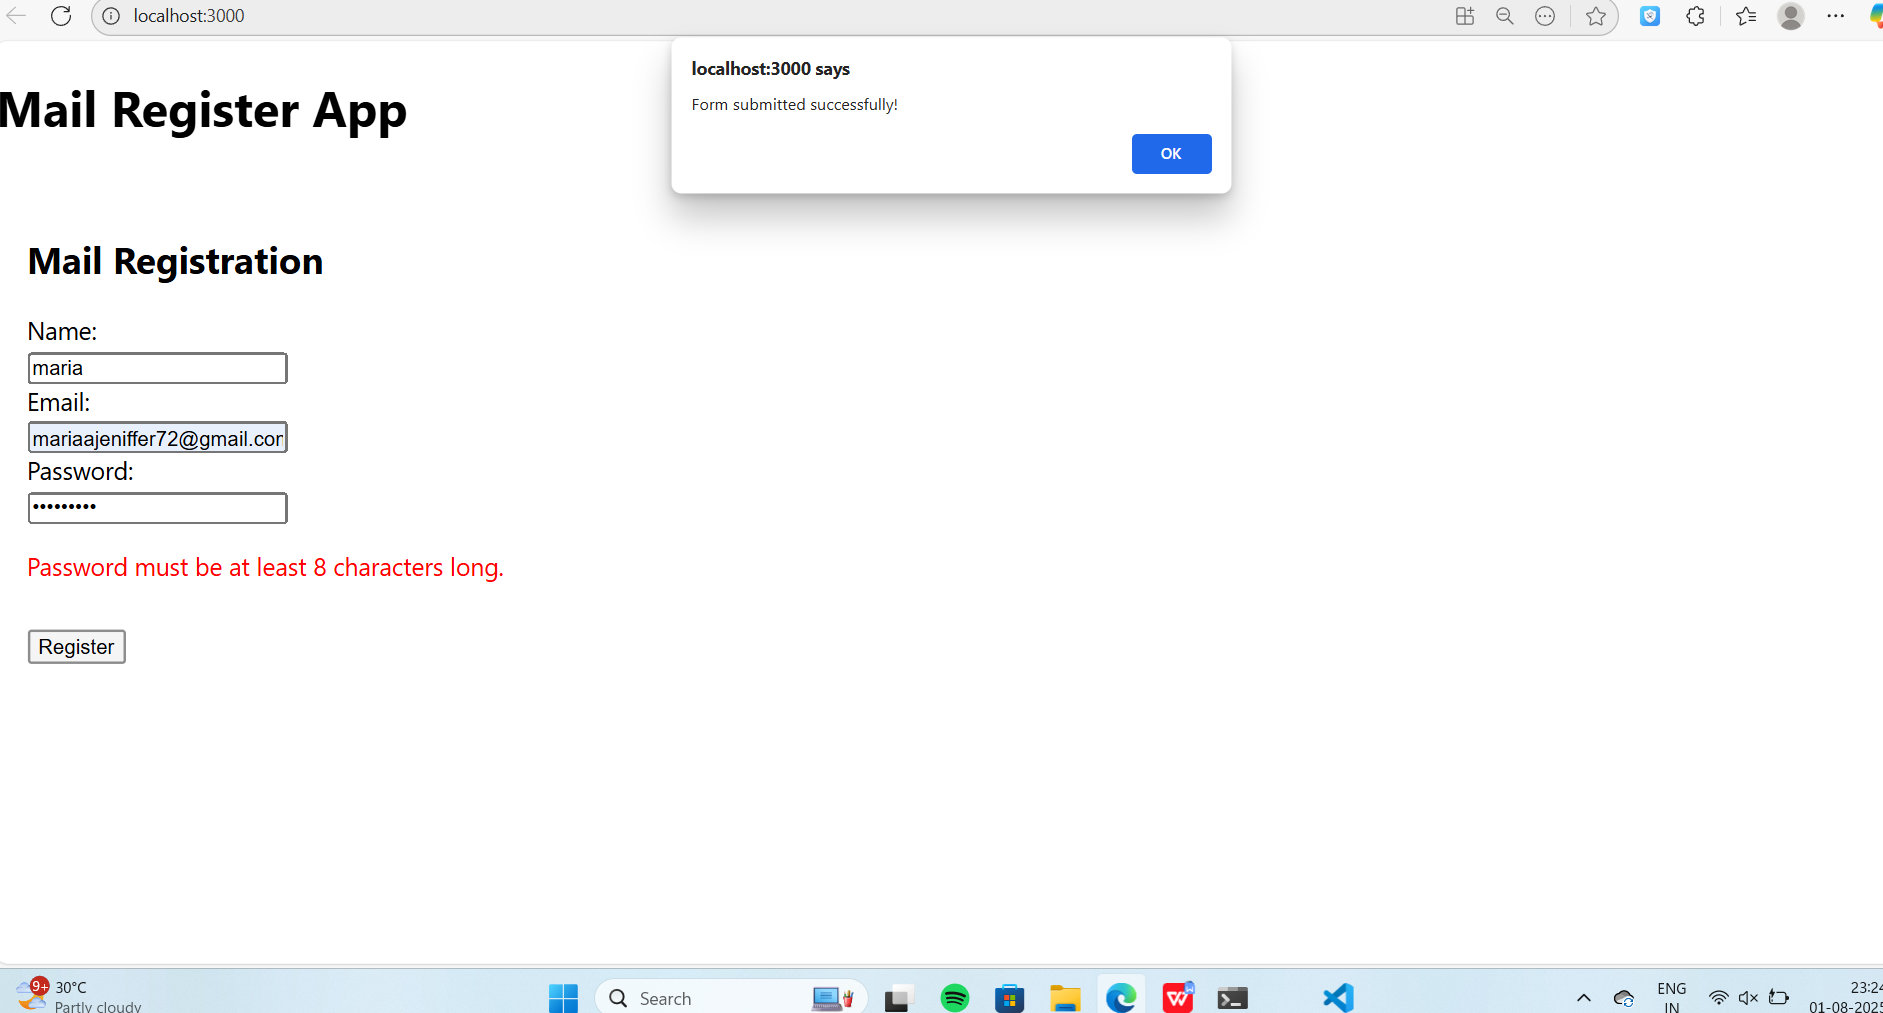 localhost:3000
localhost:3000 says
Form submitted successfully!
OK
Mail Register App
Mail Registration
Name:
maria
Email:
mariaajeniffer72@gmail.com
Password:
•••••••••
Password must be at least 8 characters long.
Register
9+
30°C
Partly cloudy
Search
W
ENG
IN
23:24
01-08-2025